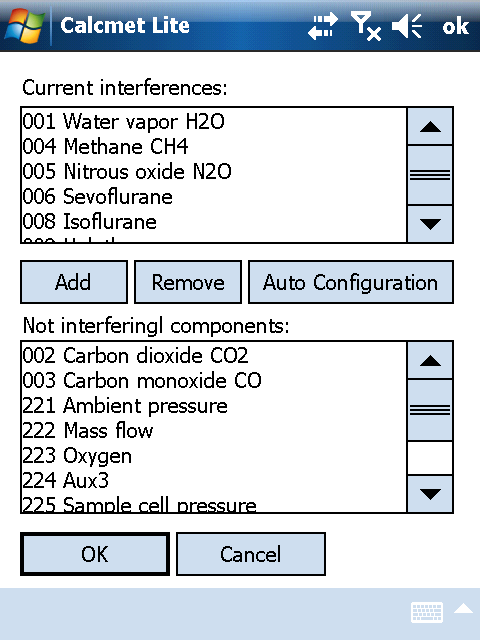 Calcmet Lite
ok
Current interferences:
001 Water vapor H2O
004 Methane CH4
005 Nitrous oxide N2O
006 Sevoflurane
008 Isoflurane
Add
Remove
Auto Configuration
Not interferingl components:
002 Carbon dioxide CO2
003 Carbon monoxide CO
221 Ambient pressure
222 Mass flow
223 Oxygen
224 Aux3
225 Sample cell pressure
OK
Cancel